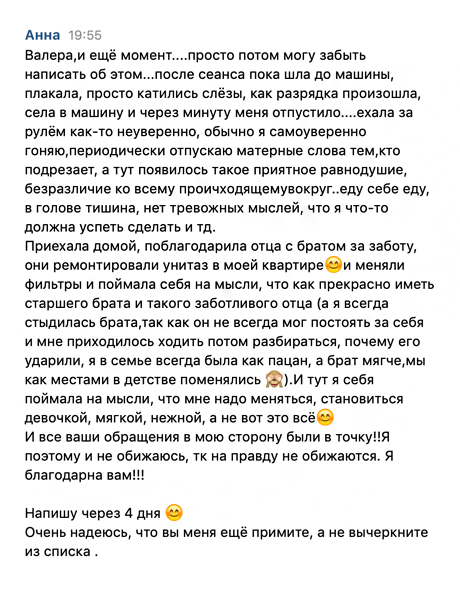 Анна 19:55
Валера,и ещё момент....просто потом могу забыть
написать об этом...после сеанса пока шла до машины,
плакала, просто катились слёзы, как разрядка произошла,
села в машину и через минуту меня отпустило....ехала за
рулём как-то неуверенно, обычно я самоуверенно
гоняю,периодически отпускаю матерные слова тем,кто
подрезает, а тут появилось такое приятное равнодушие,
безразличие ко всему проичходящемувокруг..еду себе еду,
в голове тишина, нет тревожных мыслей, что я что-то
должна успеть сделать и тд.
Приехала домой, поблагодарила отца с братом за заботу,
они ремонтировали унитаз в моей квартире😊и меняли
фильтры и поймала себя на мысли, что как прекрасно иметь
старшего брата и такого заботливого отца (а я всегда
стыдилась брата,так как он не всегда мог постоять за себя
и мне приходилось ходить потом разбираться, почему его
ударили, я в семье всегда была как пацан, а брат мягче,мы
как местами в детстве поменялись 🙈).И тут я себя
поймала на мысли, что мне надо меняться, становиться
девочкой, мягкой, нежной, а не вот это всё😊
И все ваши обращения в мою сторону были в точку!!Я
поэтому и не обижаюсь, тк на правду не обижаются. Я
благодарна вам!!!
Напишу через 4 дня 😊
Очень надеюсь, что вы меня ещё примите, а не вычеркните
из списка .